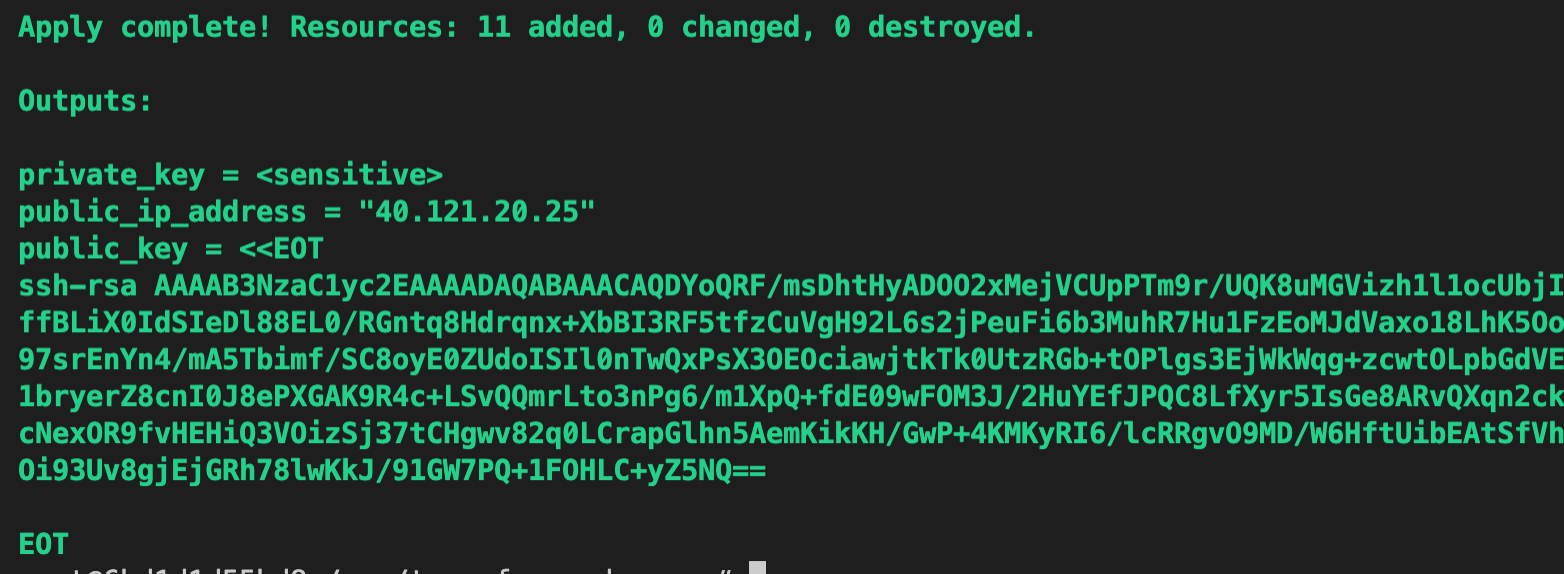 Apply complete! Resources: 11 added, 0 changed, 0 destroyed.
Outputs:
private_key = <sensitive>
public_ip_address = "40.121.20.25"
public_key = <<EOT
ssh-rsa AAAAB3NzaC1yc2EAAAADAQABAAACAQDYoQRF/msDhtHyADOO2xMejVCUpPTm9r/UQK8uMGVizh1l1ocUbjI
ffBLiX0IdSIeDl88EL0/RGntq8Hdrqnx+XbBI3RF5tfzCuVgH92L6s2jPeuFi6b3MuhR7Hu1FzEoMJdVaxo18LhK5Oo
97srEnYn4/mA5Tbimf/SC8oyE0ZUdoISIl0nTwQxPsX3OEOciawjtkTk0UtzRGb+tOPlgs3EjWkWqg+zcwtOLpbGdVE
1bryerZ8cnI0J8ePXGAK9R4c+LSvQQmrLto3nPg6/m1XpQ+fdE09wFOM3J/2HuYEfJPQC8LfXyr5IsGe8ARvQXqn2ck
cNexOR9fvHEHiQ3VOizSj37tCHgwv82q0LCrapGlhn5AemKikKH/GwP+4KMKyRI6/lcRRgvO9MD/W6HftUibEAtSfVh
Oi93Uv8gjEjGRh78lwKkJ/91GW7PQ+1FOHLC+yZ5NQ==
EOT